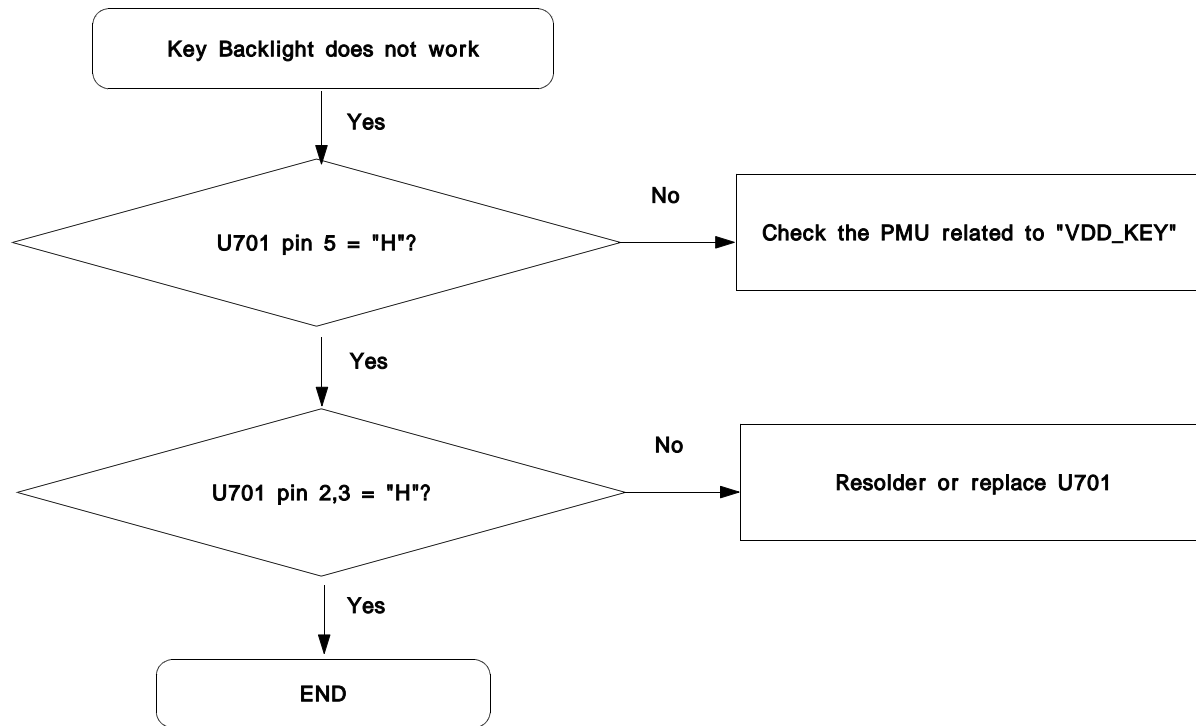 Key Backlight does not work
Yes
U701 pin 5 = "H"?
No
Check the PMU related to "VDD_KEY"
Yes
U701 pin 2,3 = "H"?
No
Resolder or replace U701
Yes
END